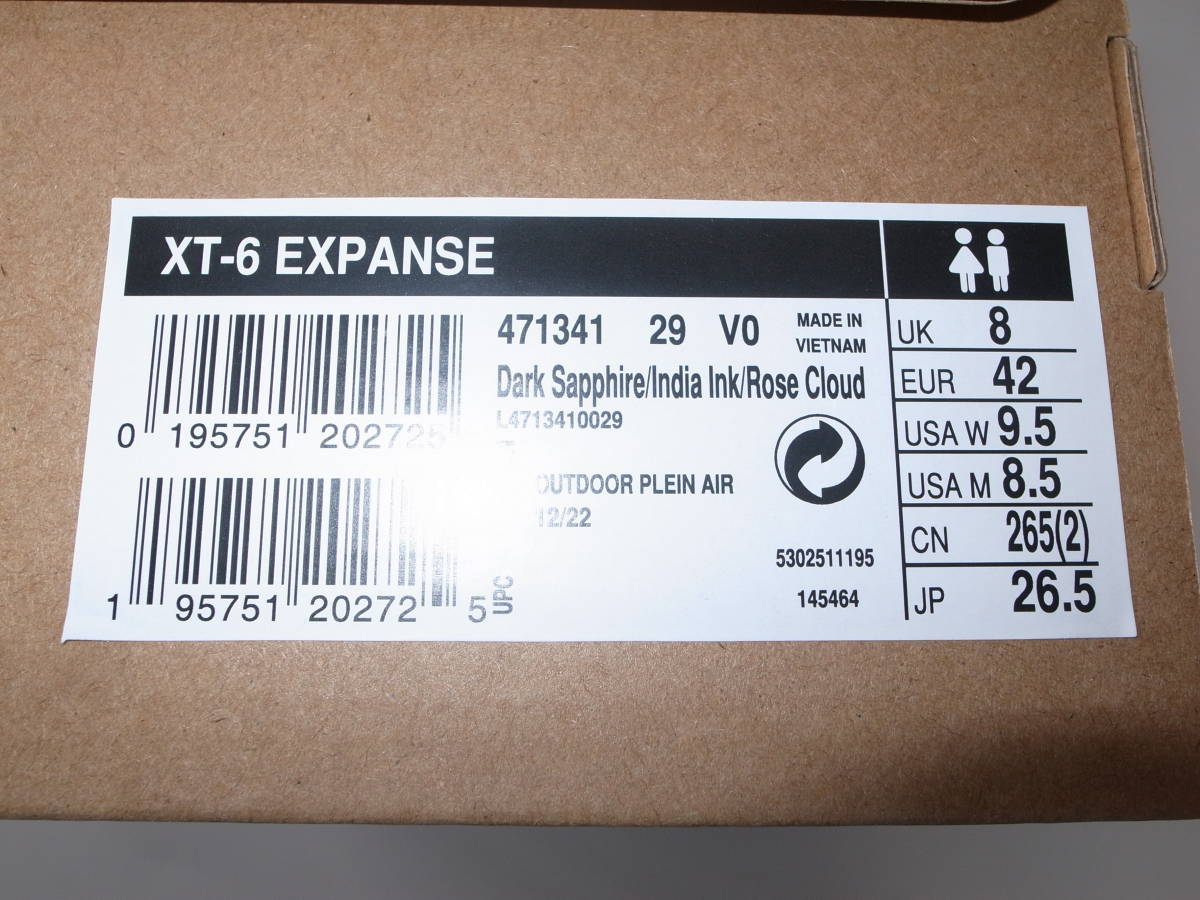 XT-6 EXPANSE
471341 29 V0
MADE IN
VIETNAM
Dark Sapphire/India Ink/Rose Cloud
L4713410029
0 195751 202725
OUTDOOR PLEIN AIR
12/22
5302511195
145464
1 95751 20272 5
UPC
UK 8
EUR 42
USA W 9.5
USA M 8.5
CN 265(2)
JP 26.5